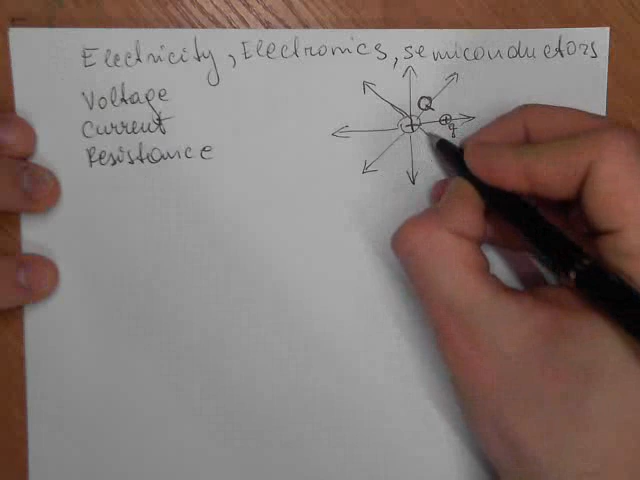 Electricity, Electronics, semiconductors
Voltage
Current
Resistance
Q
q